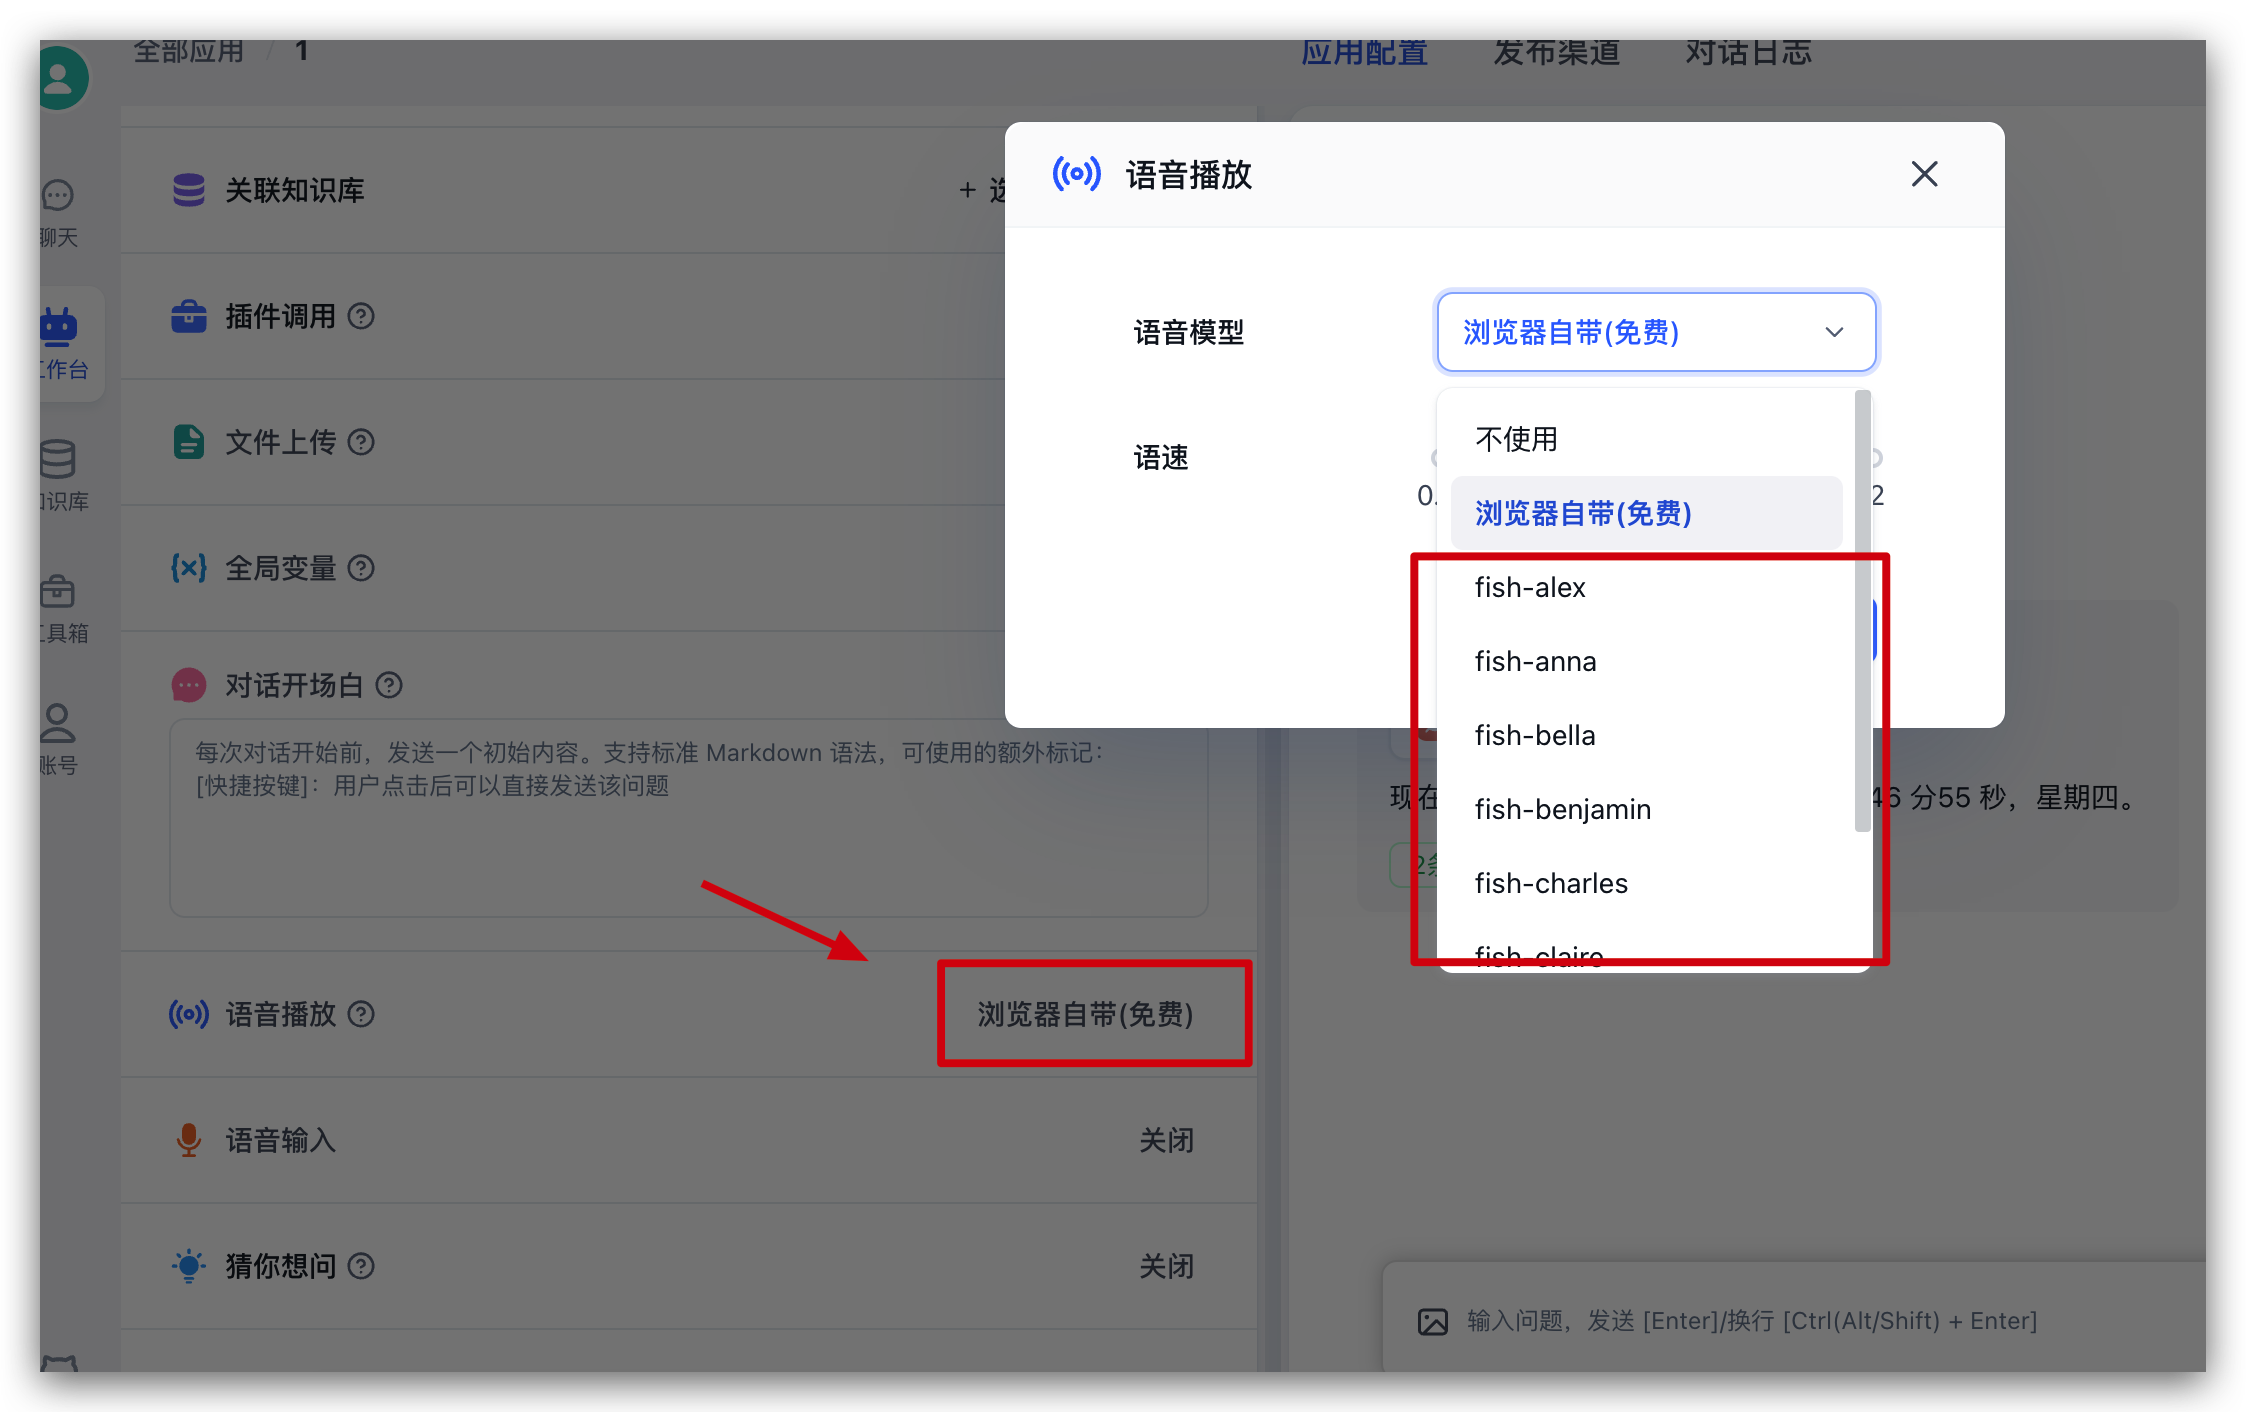 全部应用 / 1
应用配置 发布渠道 对话日志
聊天
工作台
知识库
工具箱
账号
关联知识库
+ 选
插件调用
文件上传
全局变量
对话开场白
每次对话开始前，发送一个初始内容。支持标准 Markdown 语法，可使用的额外标记：
[快捷按键]：用户点击后可以直接发送该问题
语音播放 浏览器自带(免费)
语音输入 关闭
猜你想问 关闭
语音播放
语音模型 浏览器自带(免费)
语速
0. 2
不使用
浏览器自带(免费)
fish-alex
fish-anna
fish-bella
fish-benjamin
fish-charles
fish-claire
现在 46 分55 秒，星期四。
2条
输入问题，发送 [Enter]/换行 [Ctrl(Alt/Shift) + Enter]